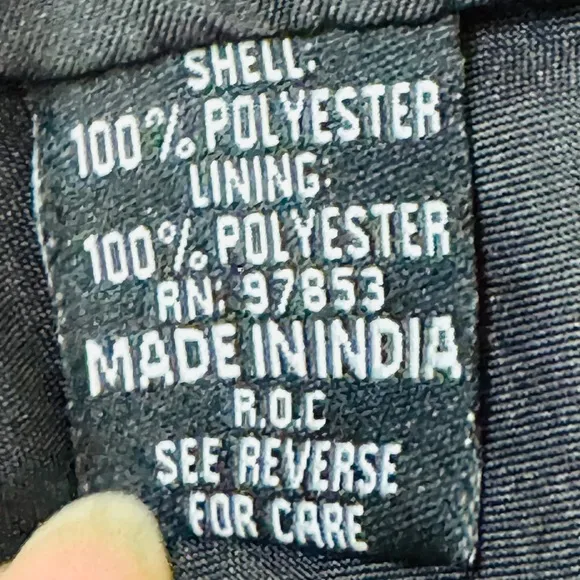 SHELL:
100% POLYESTER
LINING:
100% POLYESTER
RN: 97853
MADE IN INDIA
R.O.C
SEE REVERSE
FOR CARE